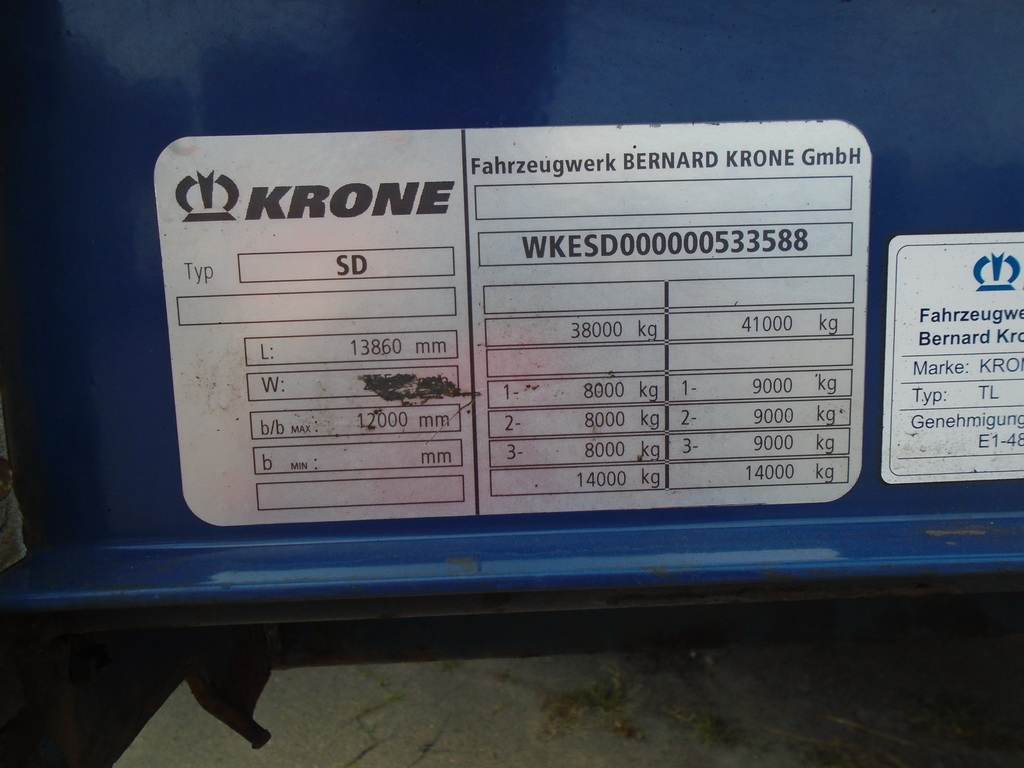 KRONE
Typ SD
L: 13860 mm
W:
b/b MAX: 12000 mm
b MIN: mm
Fahrzeugwerk BERNARD KRONE GmbH
WKESD000000533588
38000 kg 41000 kg
1- 8000 kg 1- 9000 kg
2- 8000 kg 2- 9000 kg
3- 8000 kg 3- 9000 kg
14000 kg 14000 kg
Fahrzeugwe
Bernard Kro
Marke: KRON
Typ: TL
Genehmigung
E1-48